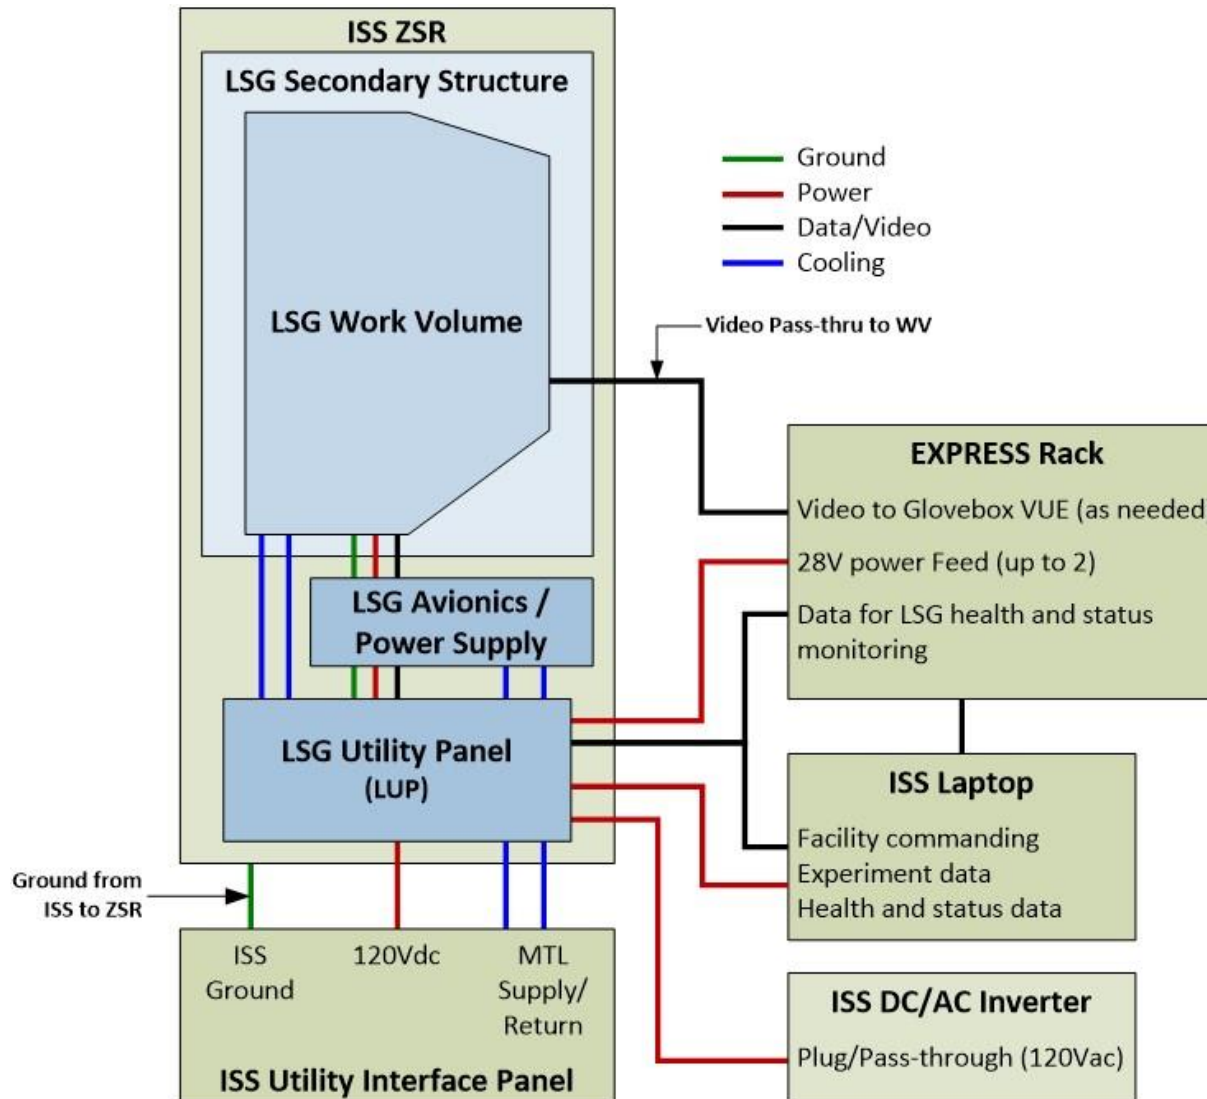 ISS ZSR
LSG Secondary Structure
LSG Work Volume
Ground
Power
Data/Video
Cooling
Video Pass-thru to WV
EXPRESS Rack
Video to Glovebox VUE (as needed)
28V power Feed (up to 2)
Data for LSG health and status
monitoring
LSG Avionics /
Power Supply
LSG Utility Panel
(LUP)
ISS Laptop
Facility commanding
Experiment data
Health and status data
Ground from
ISS to ZSR
ISS
Ground
120Vdc
MTL
Supply/
Return
ISS Utility Interface Panel
ISS DC/AC Inverter
Plug/Pass-through (120Vac)